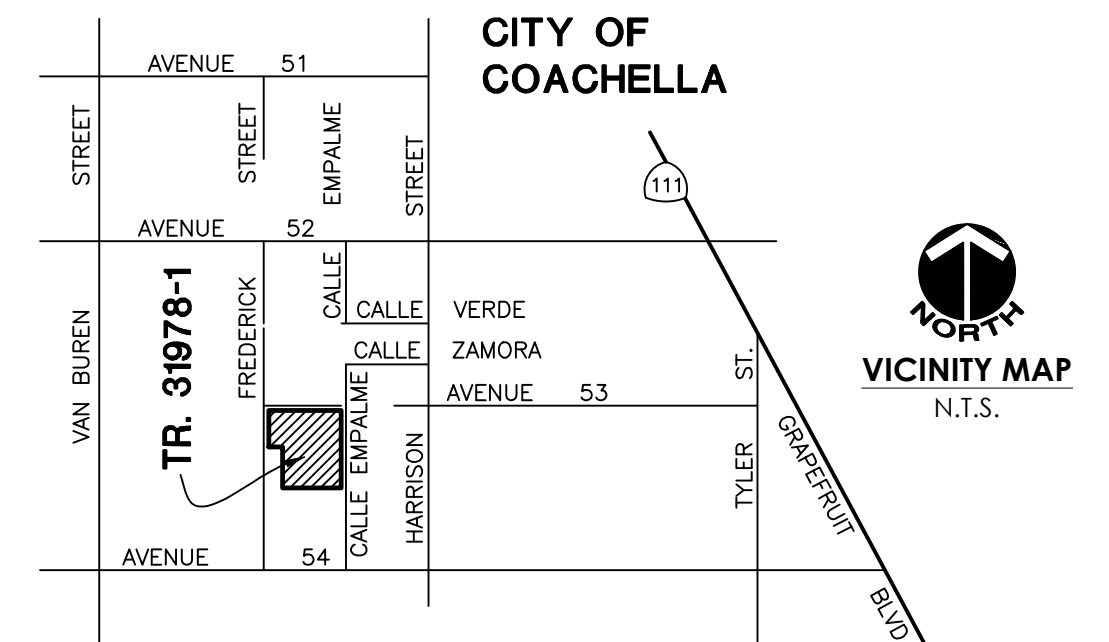 CITY OF
COACHELLA
AVENUE 51
STREET
STREET
EMPALME
STREET
111
AVENUE 52
VAN BUREN
TR. 31978-1
FREDERICK
CALLE
CALLE VERDE
CALLE ZAMORA
AVENUE 53
CALLE EMPALME
HARRISON
ST.
TYLER
GRAPEFRUIT
BLVD
AVENUE 54
NORTH
VICINITY MAP
N.T.S.